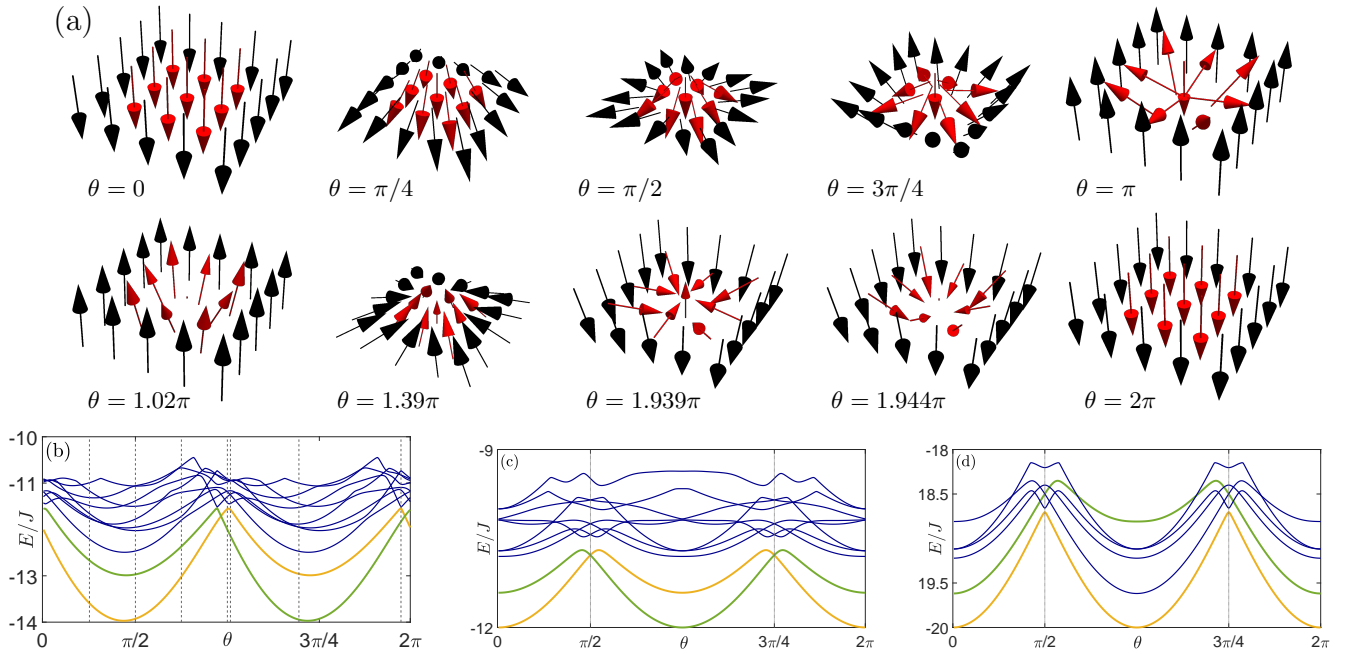 (a)
θ = 0
θ = π/4
θ = π/2
θ = 3π/4
θ = π
θ = 1.02π
θ = 1.39π
θ = 1.939π
θ = 1.944π
θ = 2π
(b)
-10
-11
-13
-14
E/J
0
π/2
θ
3π/4
2π
(c)
-9
-12
E/J
0
π/2
θ
3π/4
2π
(d)
-18
18.5
19.5
-20
E/J
0
π/2
θ
3π/4
2π